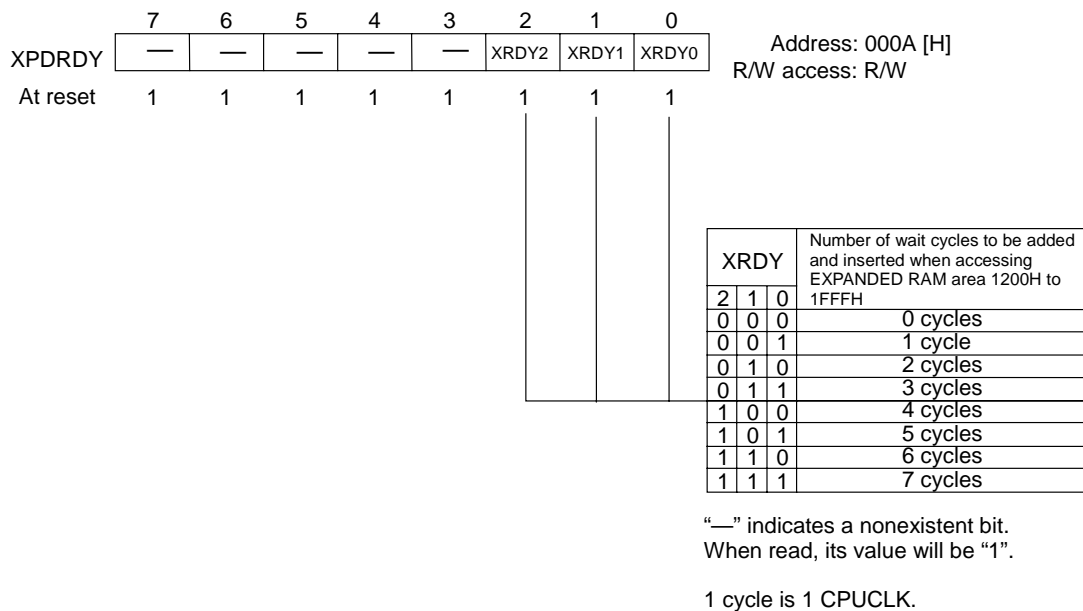 7 6 5 4 3 2 1 0
XPDRDY — — — — — XRDY2 XRDY1 XRDY0
Address: 000A [H]
R/W access: R/W
At reset 1 1 1 1 1 1 1 1
XRDY
Number of wait cycles to be added
and inserted when accessing
EXPANDED RAM area 1200H to
1FFFH
2 1 0
0 0 0 0 cycles
0 0 1 1 cycle
0 1 0 2 cycles
0 1 1 3 cycles
1 0 0 4 cycles
1 0 1 5 cycles
1 1 0 6 cycles
1 1 1 7 cycles
“—” indicates a nonexistent bit.
When read, its value will be “1”.
1 cycle is 1 CPUCLK.